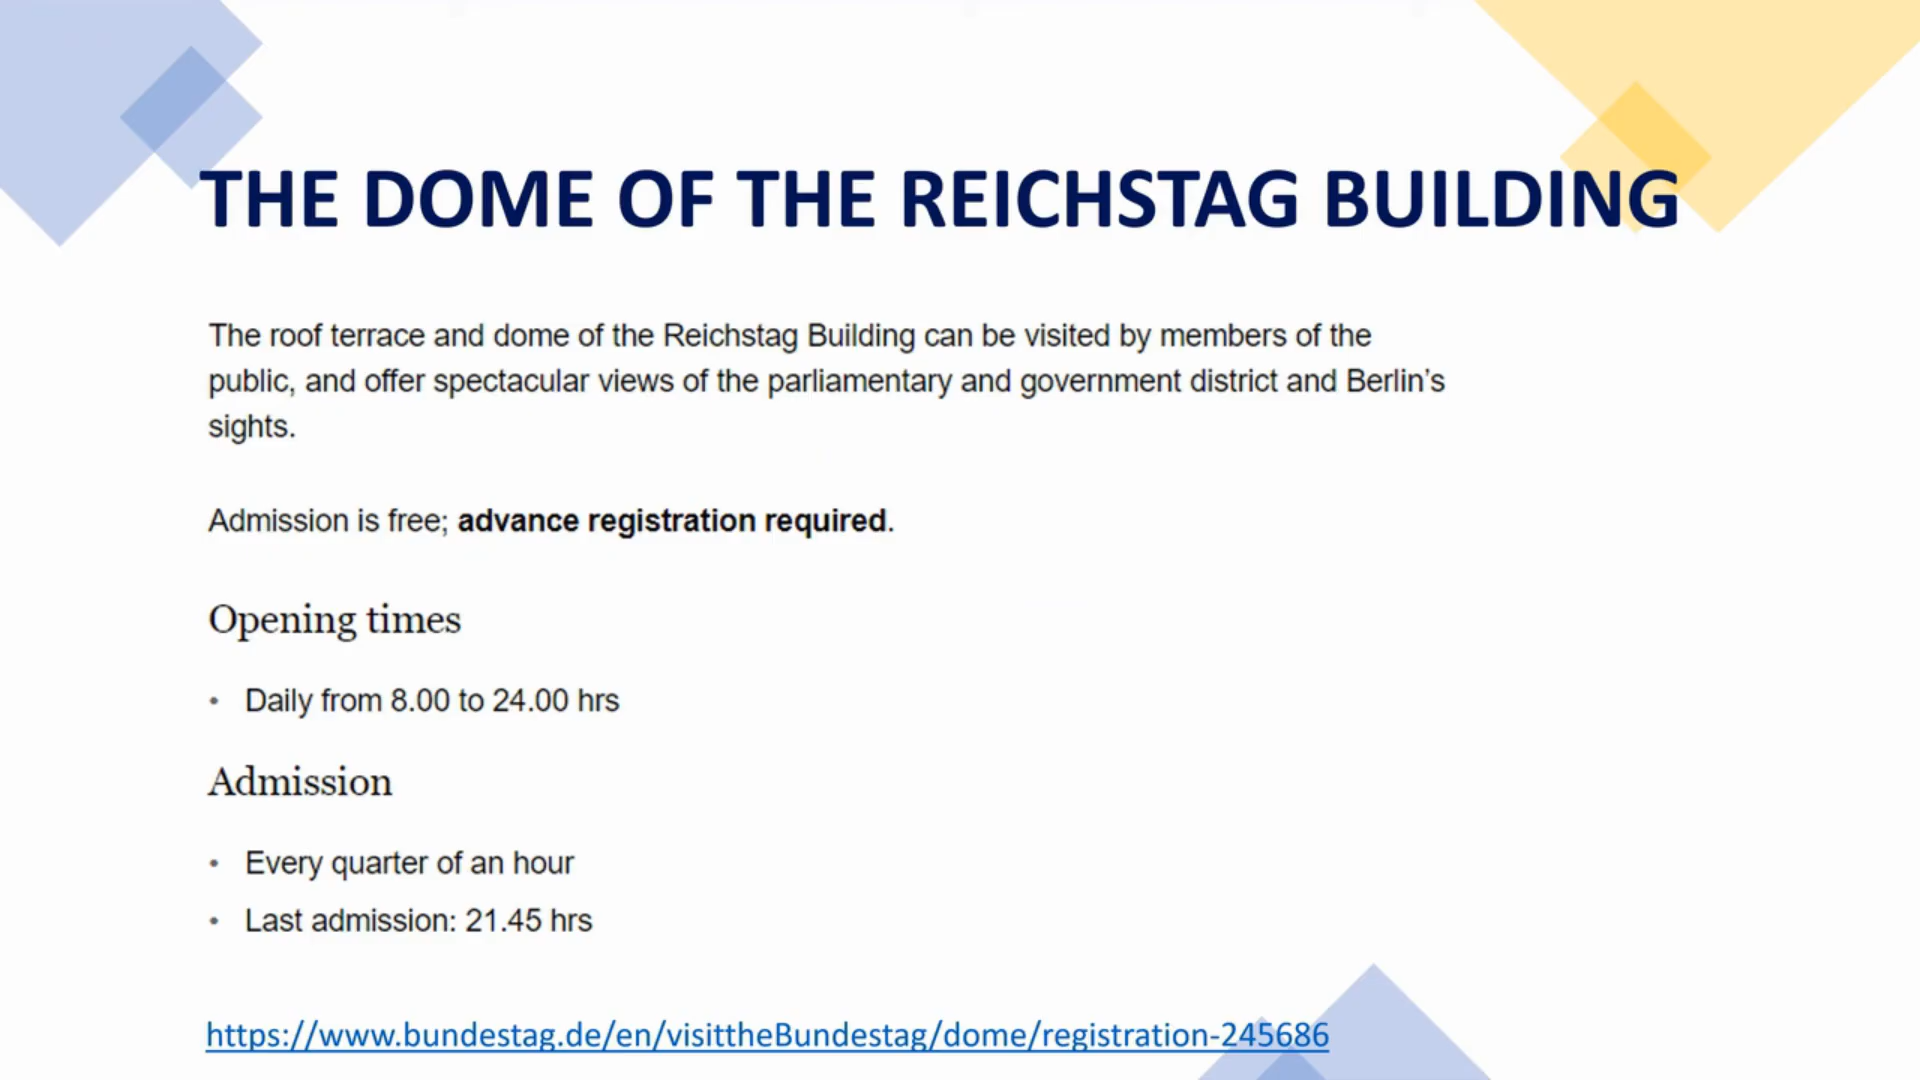 THE DOME OF THE REICHSTAG BUILDING
The roof terrace and dome of the Reichstag Building can be visited by members of the
public, and offer spectacular views of the parliamentary and government district and Berlin’s
sights.
Admission is free; advance registration required.
Opening times
• Daily from 8.00 to 24.00 hrs
Admission
• Every quarter of an hour
• Last admission: 21.45 hrs
https://www.bundestag.de/en/visittheBundestag/dome/registration-245686